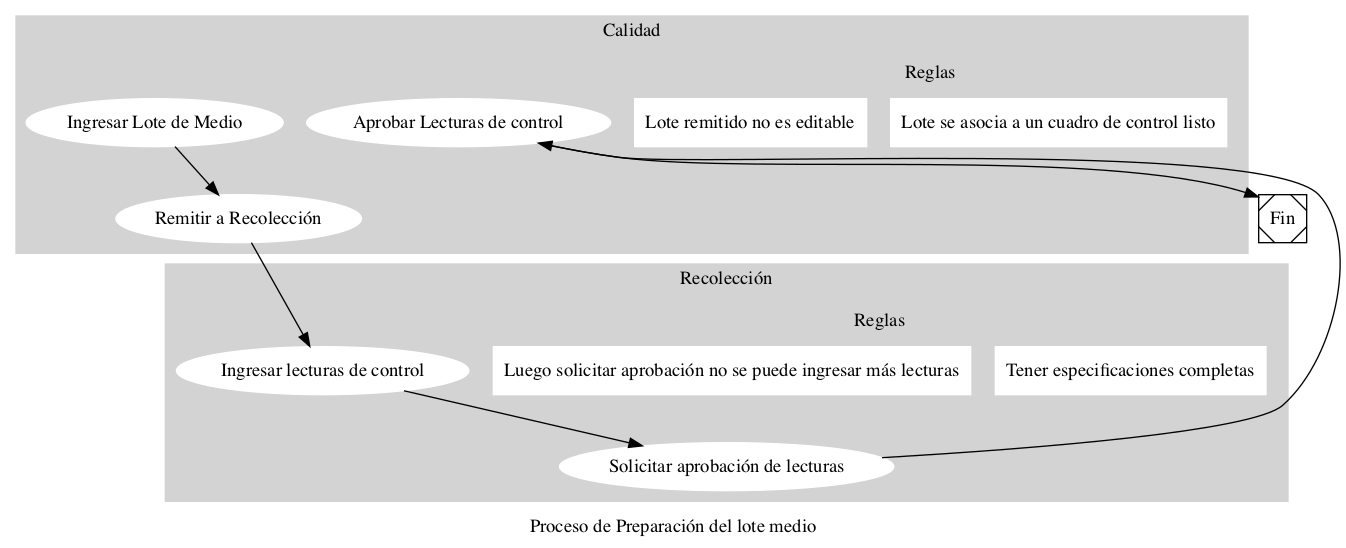 Calidad
Reglas
Ingresar Lote de Medio
Aprobar Lecturas de control
Lote remitido no es editable
Lote se asocia a un cuadro de control listo
Remitir a Recolección
Fin
Recolección
Reglas
Ingresar lecturas de control
Luego solicitar aprobación no se puede ingresar más lecturas
Tener especificaciones completas
Solicitar aprobación de lecturas
Proceso de Preparación del lote medio